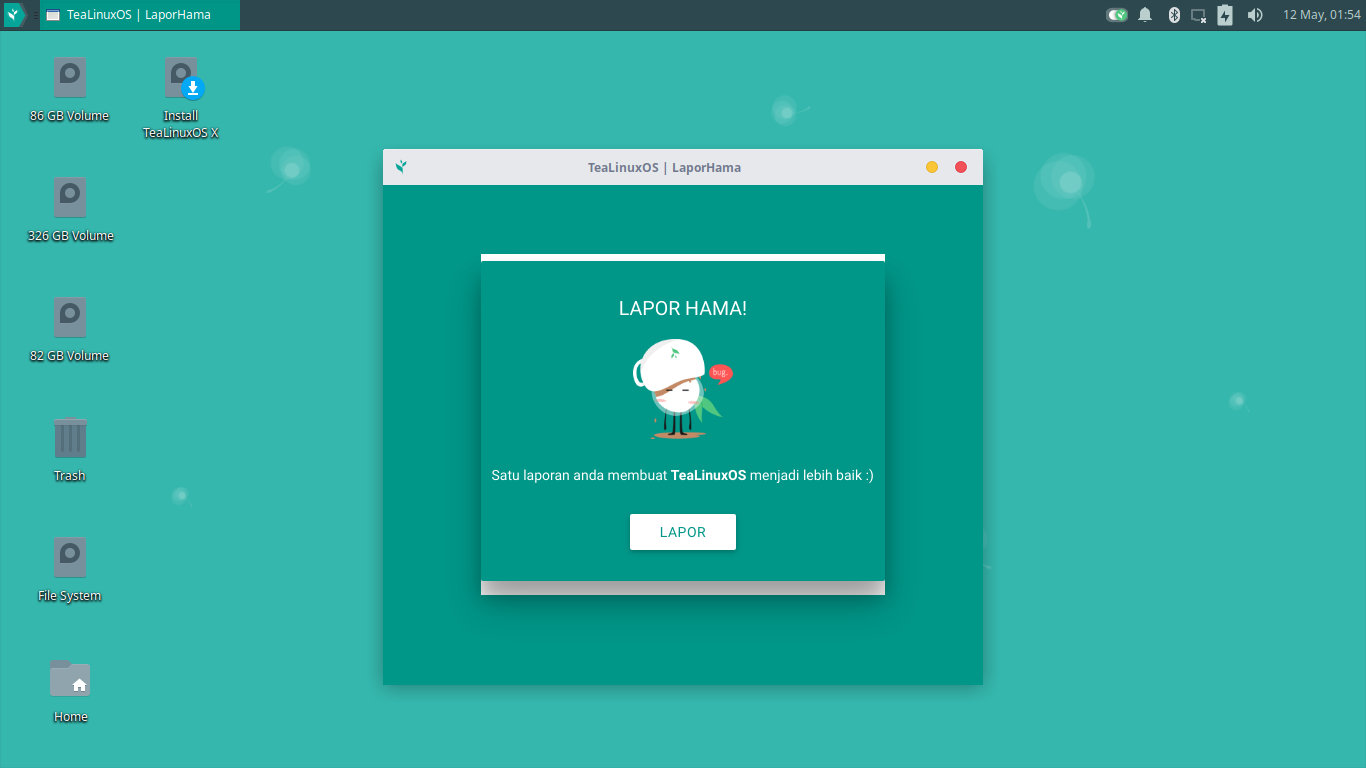 TeaLinuxOS | LaporHama
12 May, 01:54
86 GB Volume
Install
TeaLinuxOS X
326 GB Volume
82 GB Volume
Trash
File System
Home
TeaLinuxOS | LaporHama
LAPOR HAMA!
bug.
Satu laporan anda membuat TeaLinuxOS menjadi lebih baik :)
LAPOR